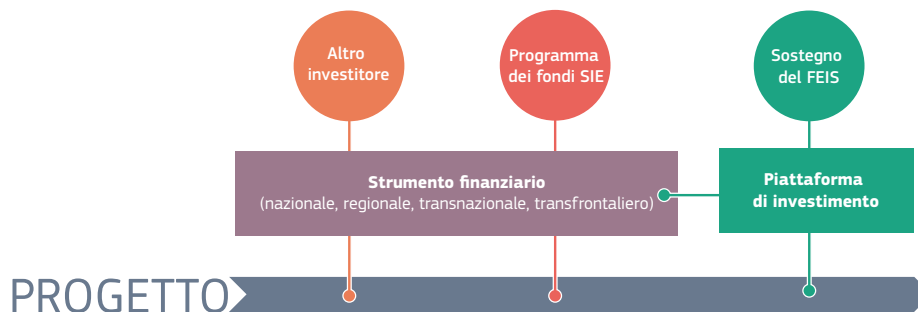 Altro
investitore
Programma
dei fondi SIE
Sostegno
del FEIS
Strumento finanziario
(nazionale, regionale, transnazionale, transfrontaliero)
Piattaforma
di investimento
PROGETTO